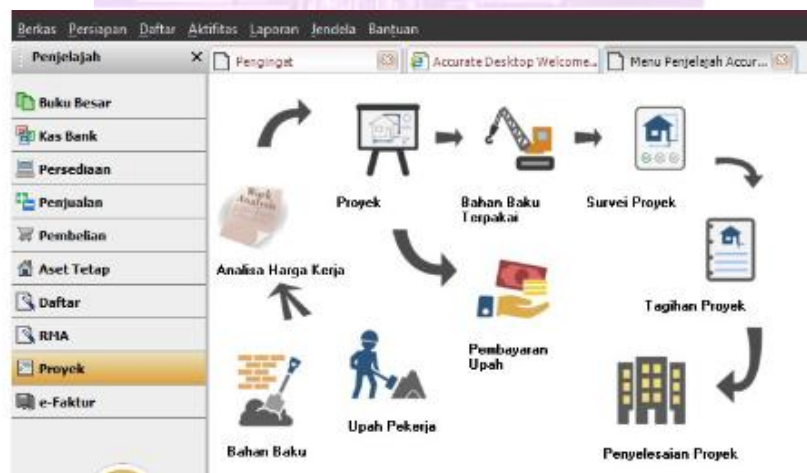 Berkas Persiapan Daftar Aktifitas Laporan Jendela Bantuan
Penjelajah X
Pengingat
Accurate Desktop Welcome...
Menu Penjelajah Accur...
Buku Besar
Kas Bank
Persediaan
Penjualan
Pembelian
Aset Tetap
Daftar
RMA
Proyek
e-Faktur
Work
Analysis
Analisa Harga Kerja
Proyek
Bahan Baku
Terpakai
Survei Proyek
Tagihan Proyek
Pembayaran
Upah
Upah Pekerja
Bahan Baku
Penyelesaian Proyek